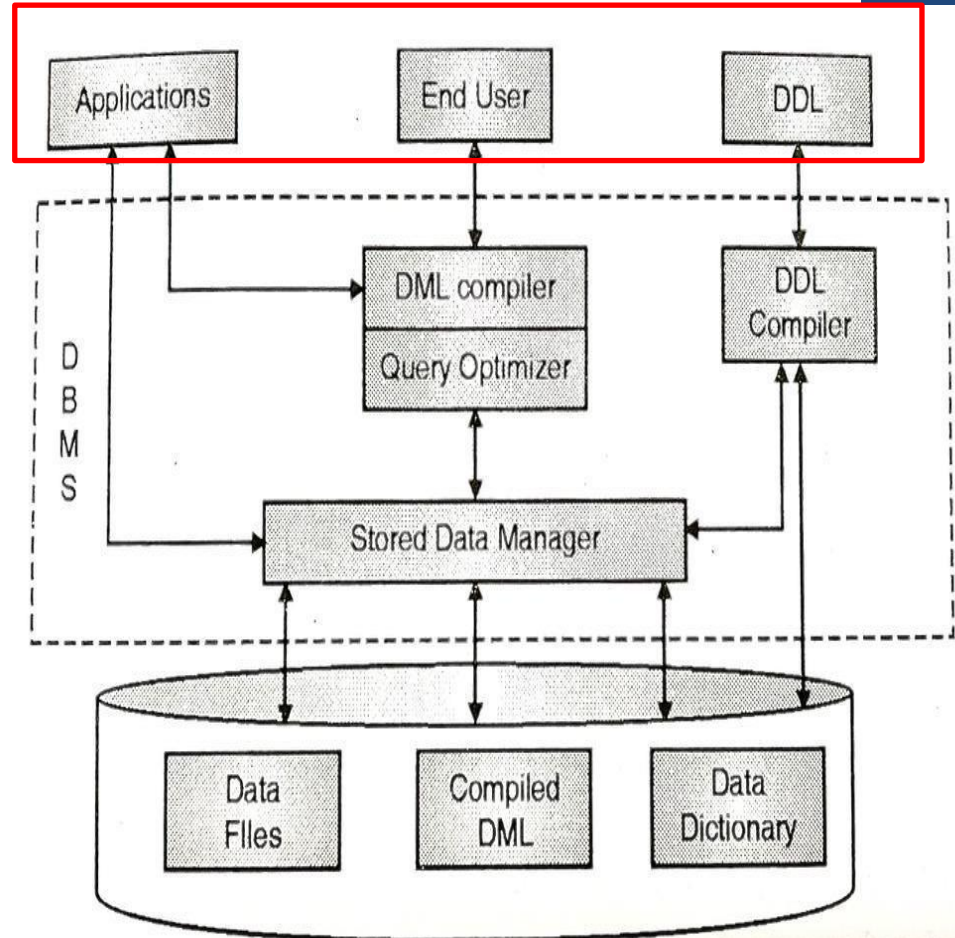 Applications
End User
DDL
DML compiler
Query Optimizer
DDL
Compiler
D
B
M
S
Stored Data Manager
Data
FIles
Compiled
DML
Data
Dictionary